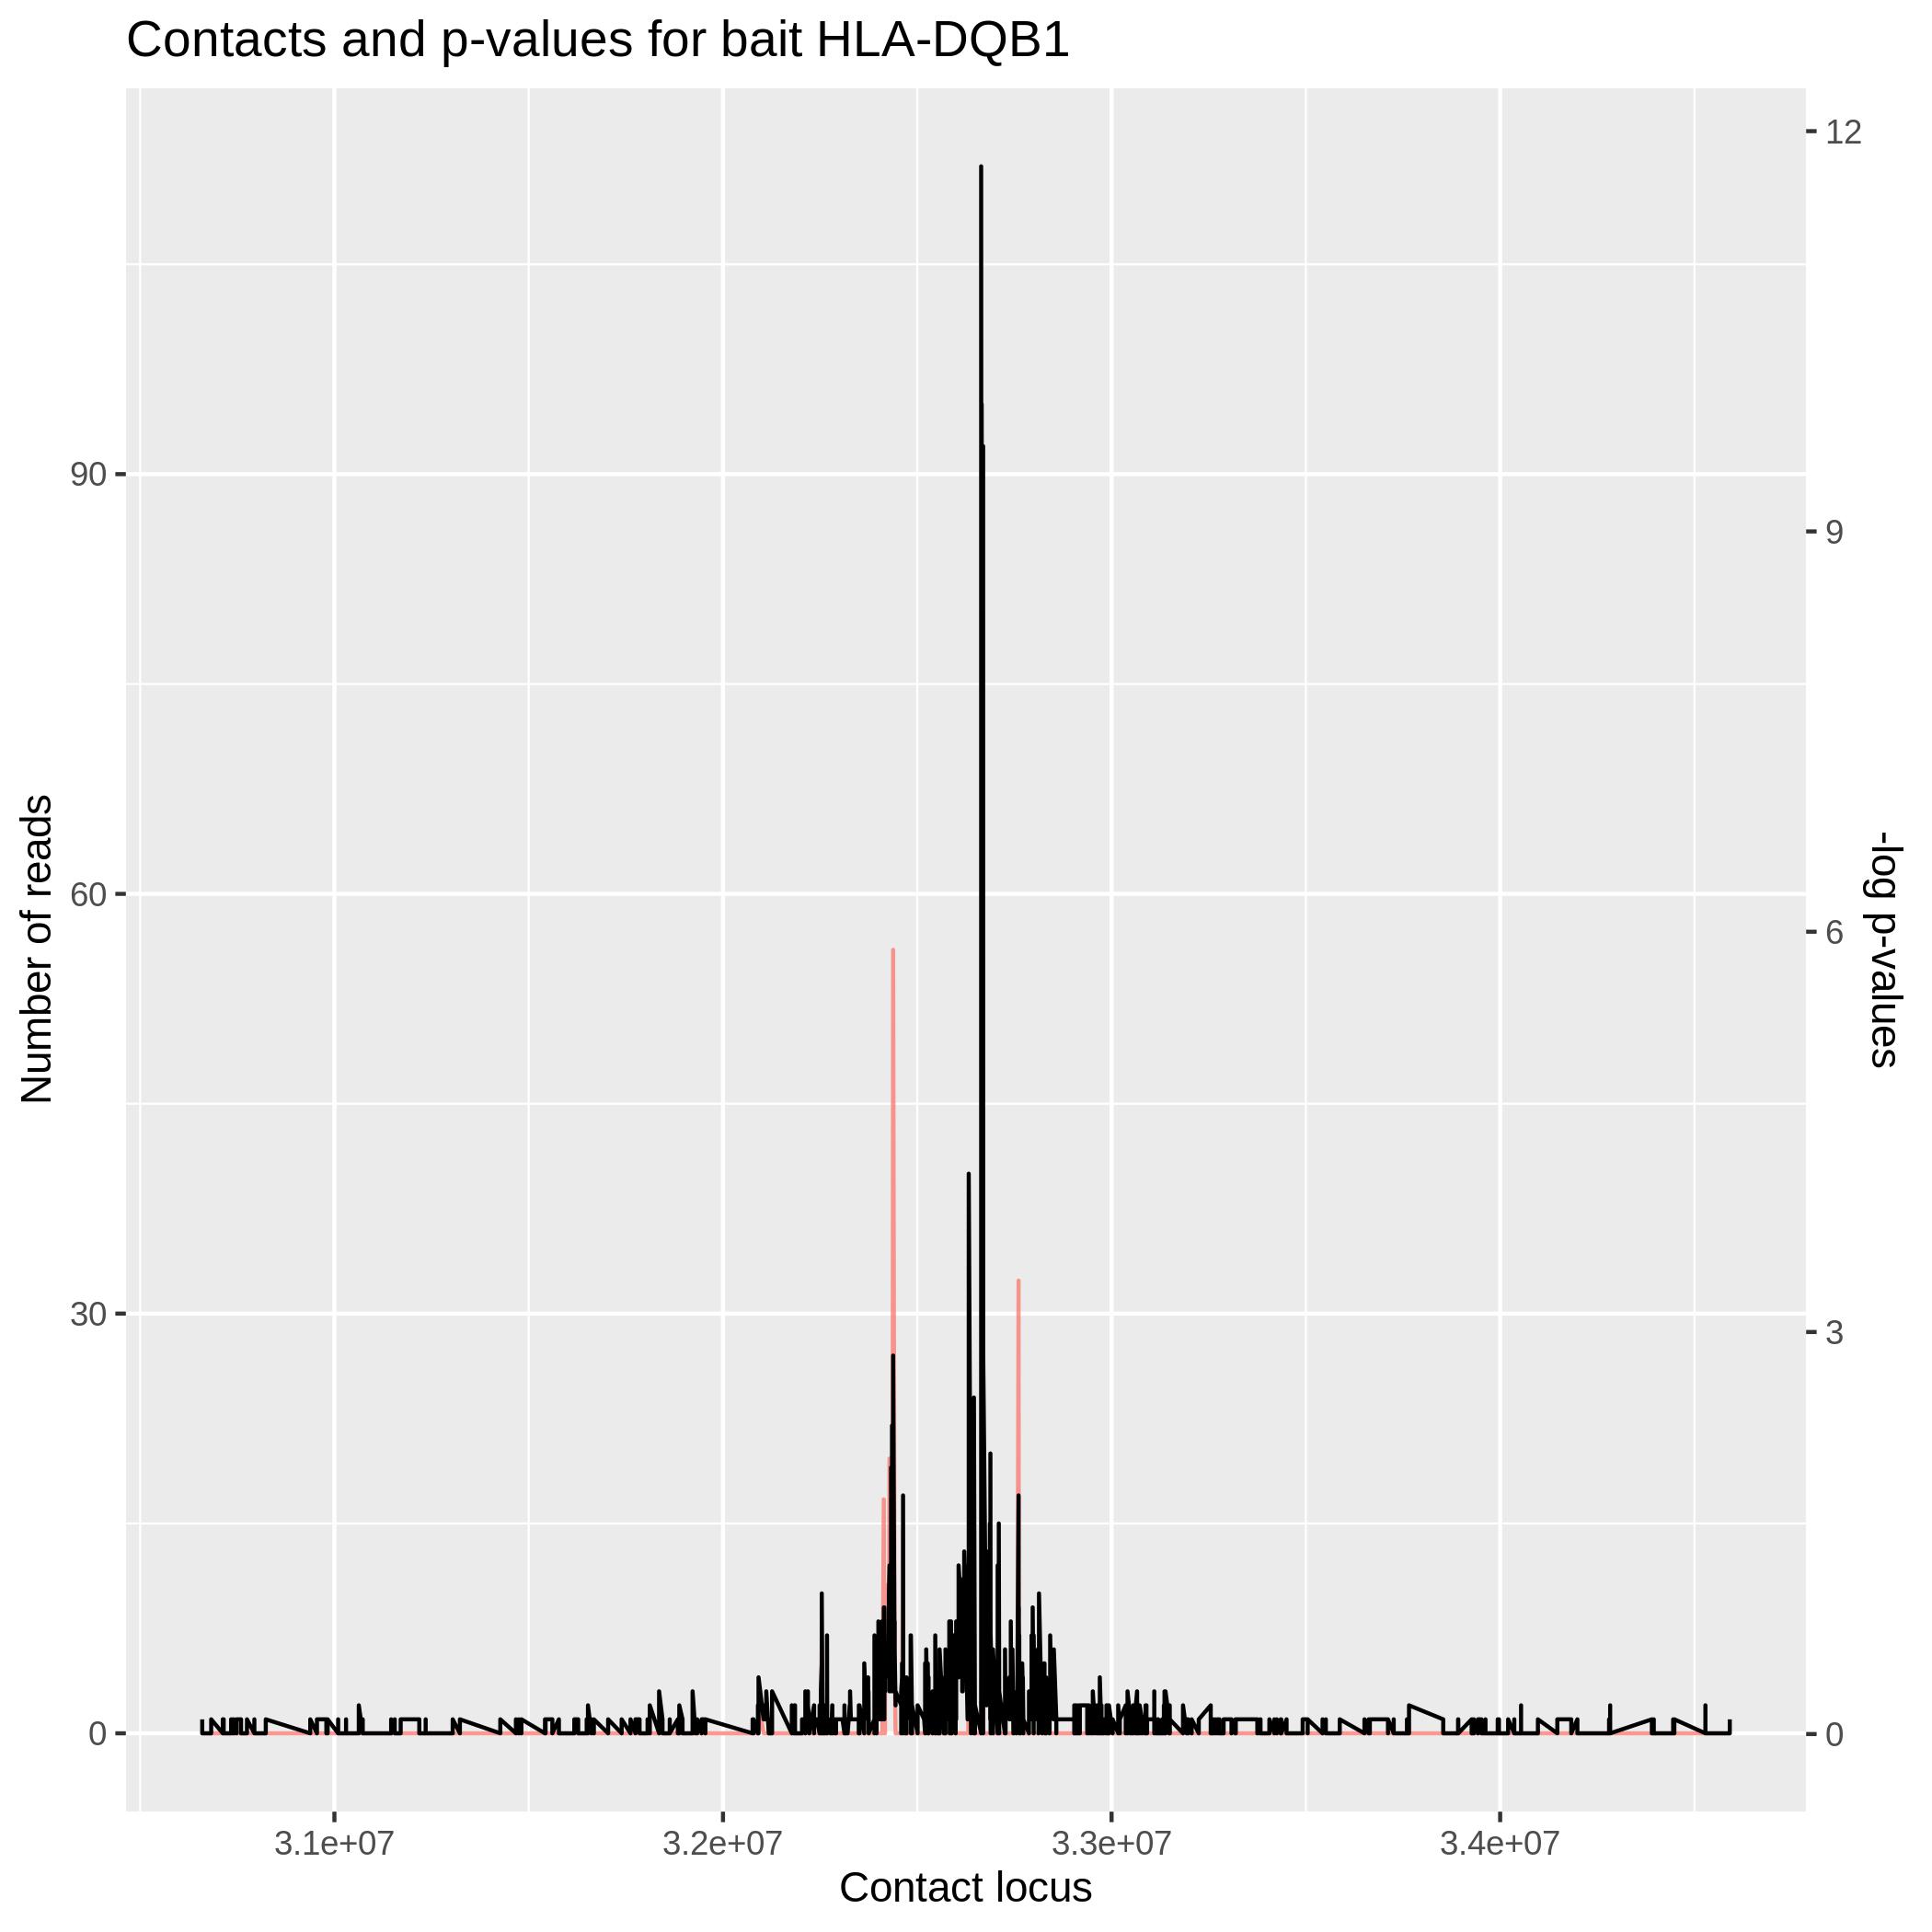 Contacts and p-values for bait HLA-DQB1
Number of reads
90
60
30
0
12
9
6
3
0
-log p-values
3.1e+07
3.2e+07
3.3e+07
3.4e+07
Contact locus